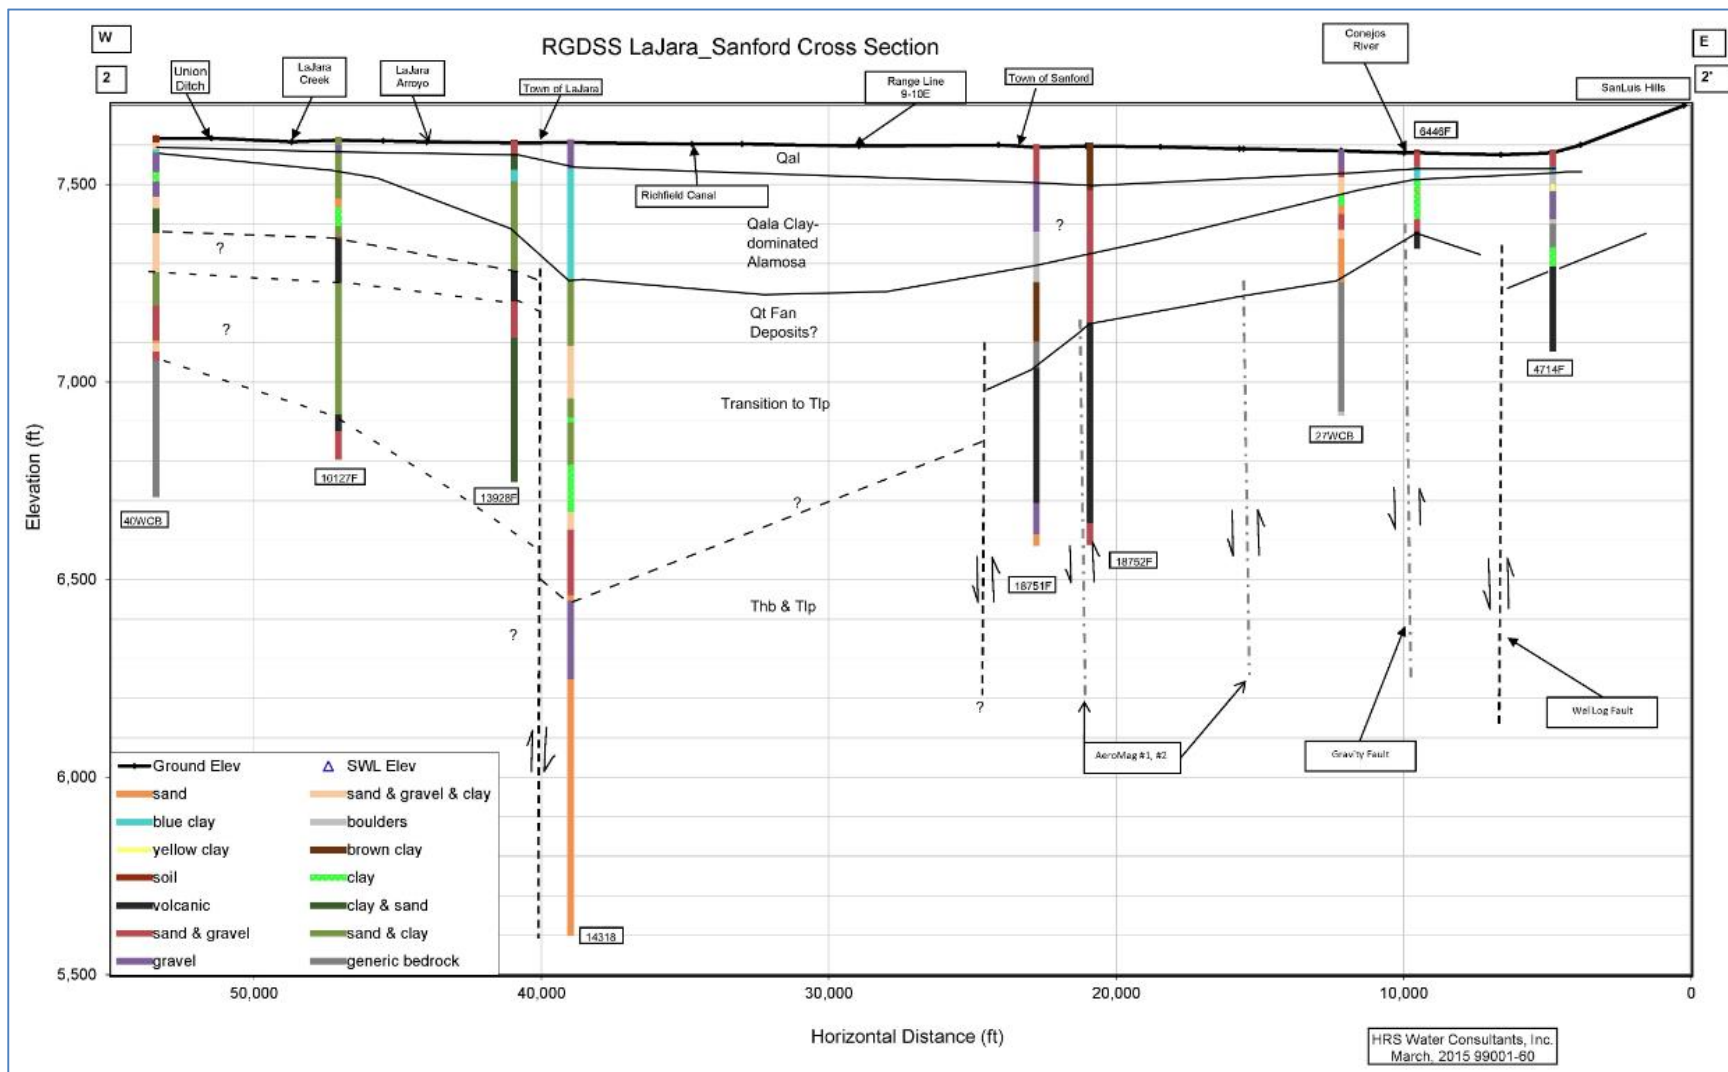 W
RGDSS LaJara_Sanford Cross Section
Conejos
River
E
2
Union
Ditch
LaJara
Creek
LaJara
Arroyo
Town of LaJara
Range Line
9-10E
Town of Sanford
2'
SanLuis Hills
6446F
Qal
Richfield Canal
7,500
Qala Clay-
dominated
Alamosa
?
?
Qt Fan
Deposits?
?
7,000
Transition to Tlp
4714F
27WCB
10127F
13928F
40WCB
?
18752F
6,500
18751F
Thb & Tlp
?
?
Wel Log Fault
AeroMag #1, #2
Gravity Fault
6,000
Ground Elev
SWL Elev
sand
sand & gravel & clay
blue clay
boulders
yellow clay
brown clay
soil
clay
volcanic
clay & sand
sand & gravel
sand & clay
gravel
generic bedrock
14318
5,500
50,000
40,000
30,000
20,000
10,000
0
Elevation (ft)
Horizontal Distance (ft)
HRS Water Consultants, Inc.
March, 2015 99001-60